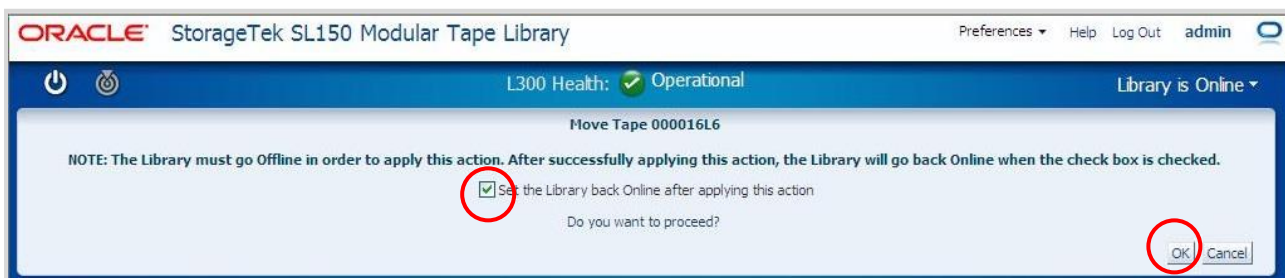 ORACLE® StorageTek SL150 Modular Tape Library Preferences Help Log Out admin
L300 Health: Operational Library is Online
Move Tape 000016L6
NOTE: The Library must go Offline in order to apply this action. After successfully applying this action, the Library will go back Online when the check box is checked.
Set the Library back Online after applying this action
Do you want to proceed?
OK Cancel